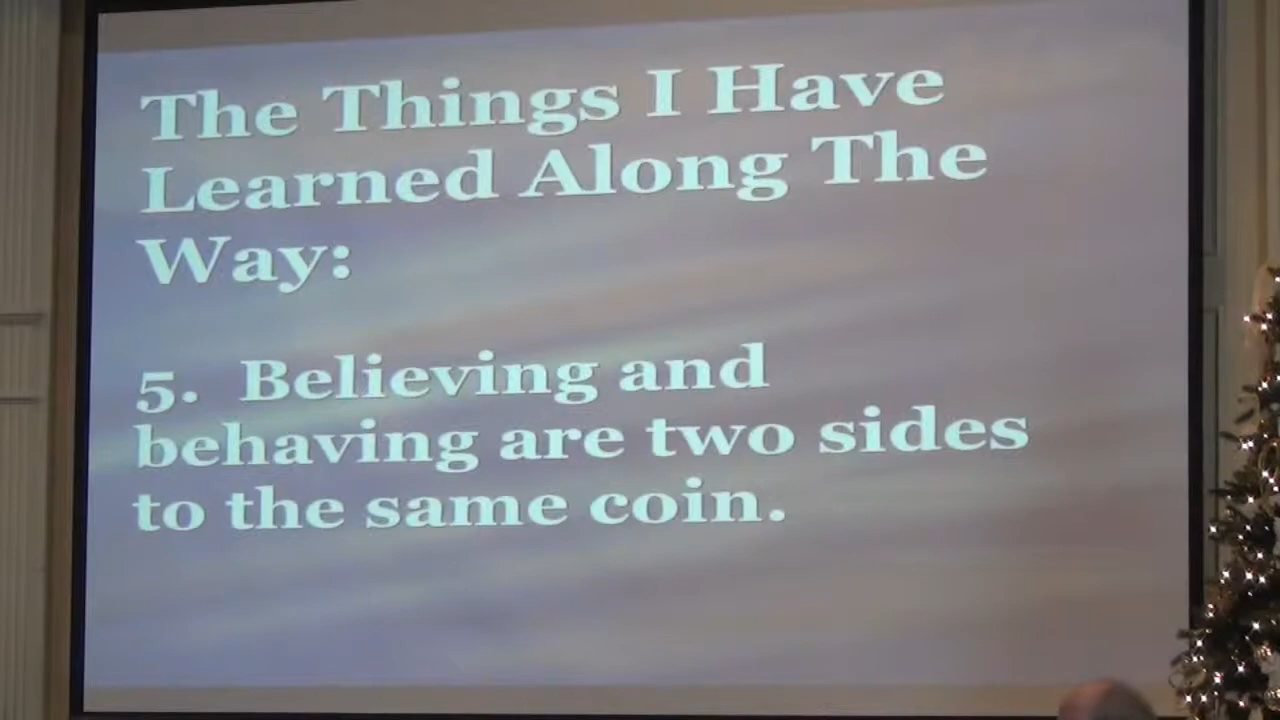 The Things I Have
Learned Along The
Way:
5. Believing and
behaving are two sides
to the same coin.